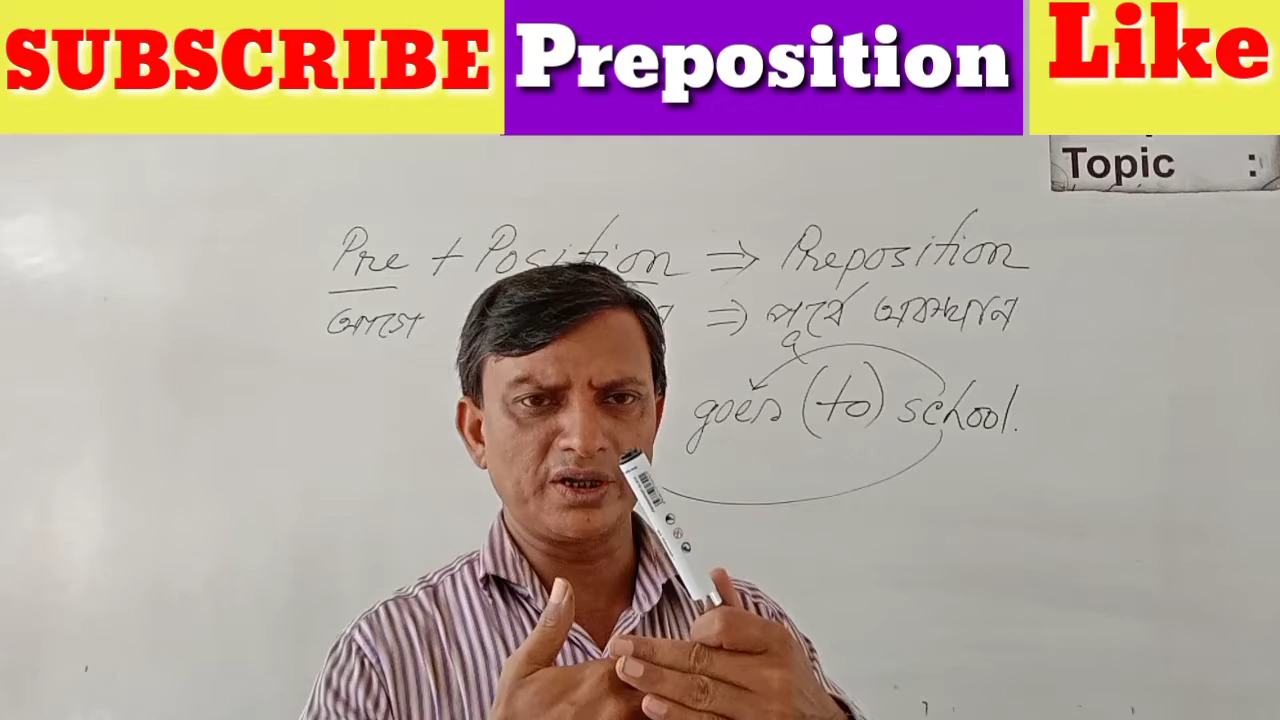 SUBSCRIBE Preposition Like
Topic :
Pre + Position ⇒ Preposition
আগে ⇒ পূর্বে অবস্থান
goes (to) school.